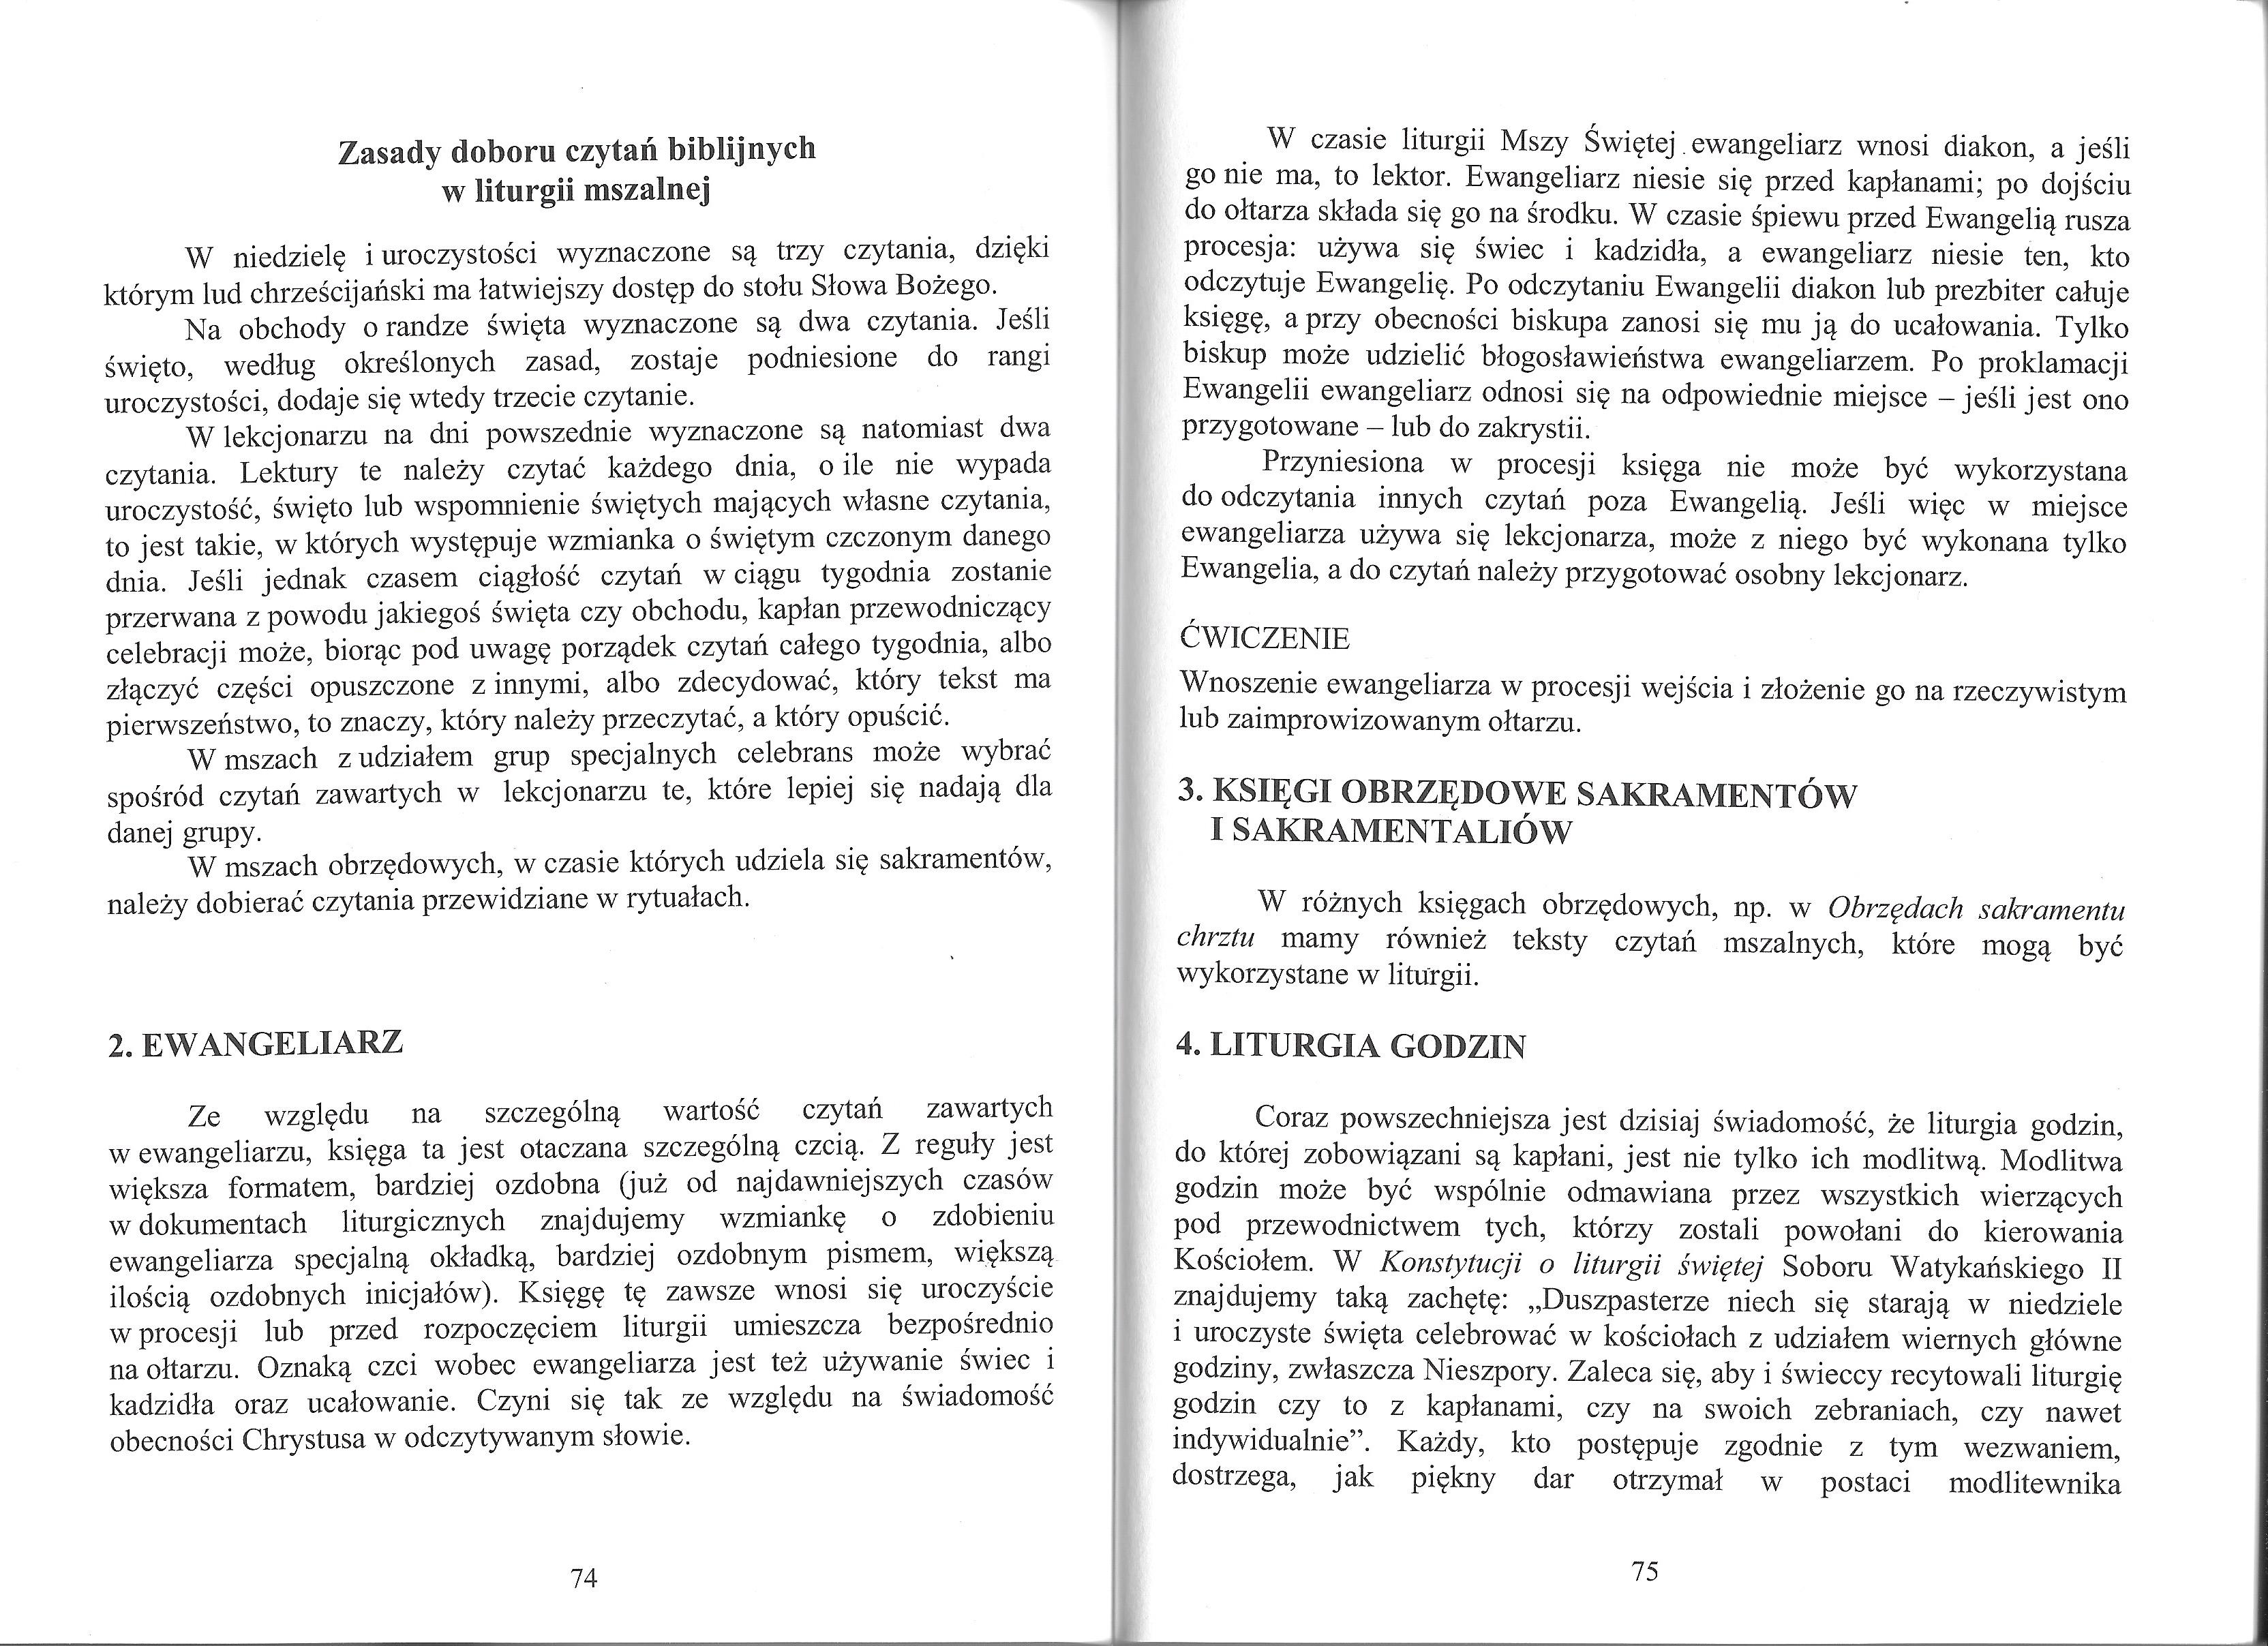 Zasady doboru czytań biblijnych
w liturgii mszalnej
W niedzielę i uroczystości wyznaczone są trzy czytania, dzięki
którym lud chrześcijański ma łatwiejszy dostęp do stołu Słowa Bożego.
Na obchody o randze święta wyznaczone są dwa czytania. Jeśli
święto, według określonych zasad, zostaje podniesione do rangi
uroczystości, dodaje się wtedy trzecie czytanie.
W lekcjonarzu na dni powszednie wyznaczone są natomiast dwa
czytania. Lektury te należy czytać każdego dnia, o ile nie wypada
uroczystość, święto lub wspomnienie świętych mających własne czytania,
to jest takie, w których występuje wzmianka o świętym czczonym danego
dnia. Jeśli jednak czasem ciągłość czytań w ciągu tygodnia zostanie
przerwana z powodu jakiegoś święta czy obchodu, kapłan przewodniczący
celebracji może, biorąc pod uwagę porządek czytań całego tygodnia, albo
złączyć części opuszczone z innymi, albo zdecydować, który tekst ma
pierwszeństwo, to znaczy, który należy przeczytać, a który opuścić.
W mszach z udziałem grup specjalnych celebrans może wybrać
spośród czytań zawartych w lekcjonarzu te, które lepiej się nadają dla
danej grupy.
W mszach obrzędowych, w czasie których udziela się sakramentów,
należy dobierać czytania przewidziane w rytuałach.
2. EWANGELIARZ
Ze względu na szczególną wartość czytań zawartych
w ewangeliarzu, księga ta jest otaczana szczególną czcią. Z reguły jest
większa formatem, bardziej ozdobna (już od najdawniejszych czasów
w dokumentach liturgicznych znajdujemy wzmiankę o zdobieniu
ewangeliarza specjalną okładką, bardziej ozdobnym pismem, większą
ilością ozdobnych inicjałów). Księgę tę zawsze wnosi się uroczyście
w procesji lub przed rozpoczęciem liturgii umieszcza bezpośrednio
na ołtarzu. Oznaką czci wobec ewangeliarza jest też używanie świec i
kadzidła oraz ucałowanie. Czyni się tak ze względu na świadomość
obecności Chrystusa w odczytywanym słowie.
74
W czasie liturgii Mszy Świętej ewangeliarz wnosi diakon, a jeśli
go nie ma, to lektor. Ewangeliarz niesie się przed kapłanami; po dojściu
do ołtarza składa się go na środku. W czasie śpiewu przed Ewangelią rusza
procesja: używa się świec i kadzidła, a ewangeliarz niesie ten, kto
odczytuje Ewangelię. Po odczytaniu Ewangelii diakon lub prezbiter całuje
księgę, a przy obecności biskupa zanosi się mu ją do ucałowania. Tylko
biskup może udzielić błogosławieństwa ewangeliarzem. Po proklamacji
Ewangelii ewangeliarz odnosi się na odpowiednie miejsce – jeśli jest ono
przygotowane – lub do zakrystii.
Przyniesiona w procesji księga nie może być wykorzystana
do odczytania innych czytań poza Ewangelią. Jeśli więc w miejsce
ewangeliarza używa się lekcjonarza, może z niego być wykonana tylko
Ewangelia, a do czytań należy przygotować osobny lekcjonarz.
ĆWICZENIE
Wnoszenie ewangeliarza w procesji wejścia i złożenie go na rzeczywistym
lub zaimprowizowanym ołtarzu.
3. KSIĘGI OBRZĘDOWE SAKRAMENTÓW
I SAKRAMENTALIÓW
W różnych księgach obrzędowych, np. w Obrzędach sakramentu
chrztu mamy również teksty czytań mszalnych, które mogą być
wykorzystane w liturgii.
4. LITURGIA GODZIN
Coraz powszechniejsza jest dzisiaj świadomość, że liturgia godzin,
do której zobowiązani są kapłani, jest nie tylko ich modlitwą. Modlitwa
godzin może być wspólnie odmawiana przez wszystkich wierzących
pod przewodnictwem tych, którzy zostali powołani do kierowania
Kościołem. W Konstytucji o liturgii świętej Soboru Watykańskiego II
znajdujemy taką zachętę: „Duszpasterze niech się starają w niedziele
i uroczyste święta celebrować w kościołach z udziałem wiernych główne
godziny, zwłaszcza Nieszpory. Zaleca się, aby i świeccy recytowali liturgię
godzin czy to z kapłanami, czy na swoich zebraniach, czy nawet
indywidualnie”. Każdy, kto postępuje zgodnie z tym wezwaniem,
dostrzega, jak piękny dar otrzymał w postaci modlitewnika
75